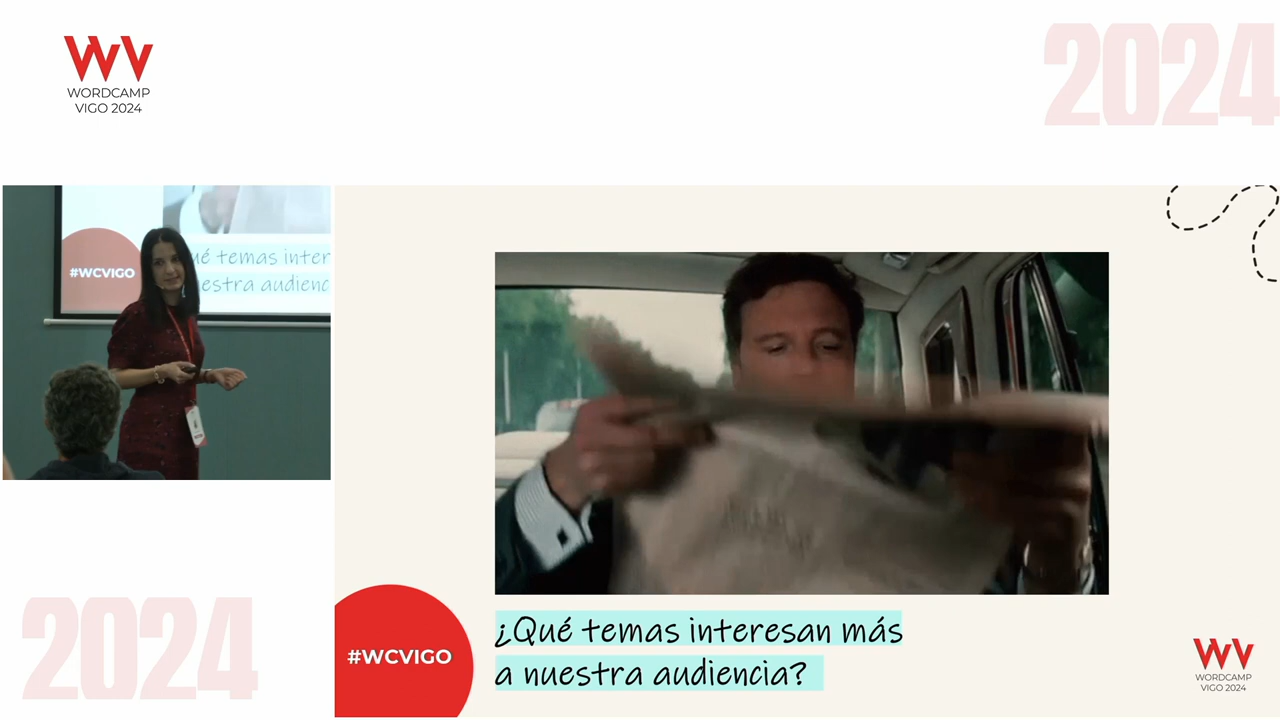 WORDCAMP
VIGO 2024
2024
#WCVIGO
ué temas inter
estra audienc
2024
#WCVIGO
¿Qué temas interesan más
a nuestra audiencia?
WORDCAMP
VIGO 2024